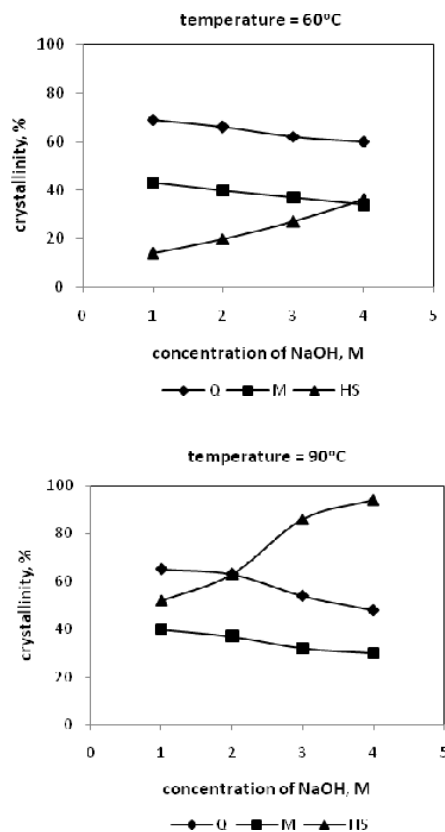 temperature = 60°C
100
80
60
40
20
0
crystallinity, %
0 1 2 3 4 5
concentration of NaOH, M
Q M HS
temperature = 90°C
100
80
60
40
20
0
crystallinity, %
0 1 2 3 4 5
concentration of NaOH, M
Q M HS